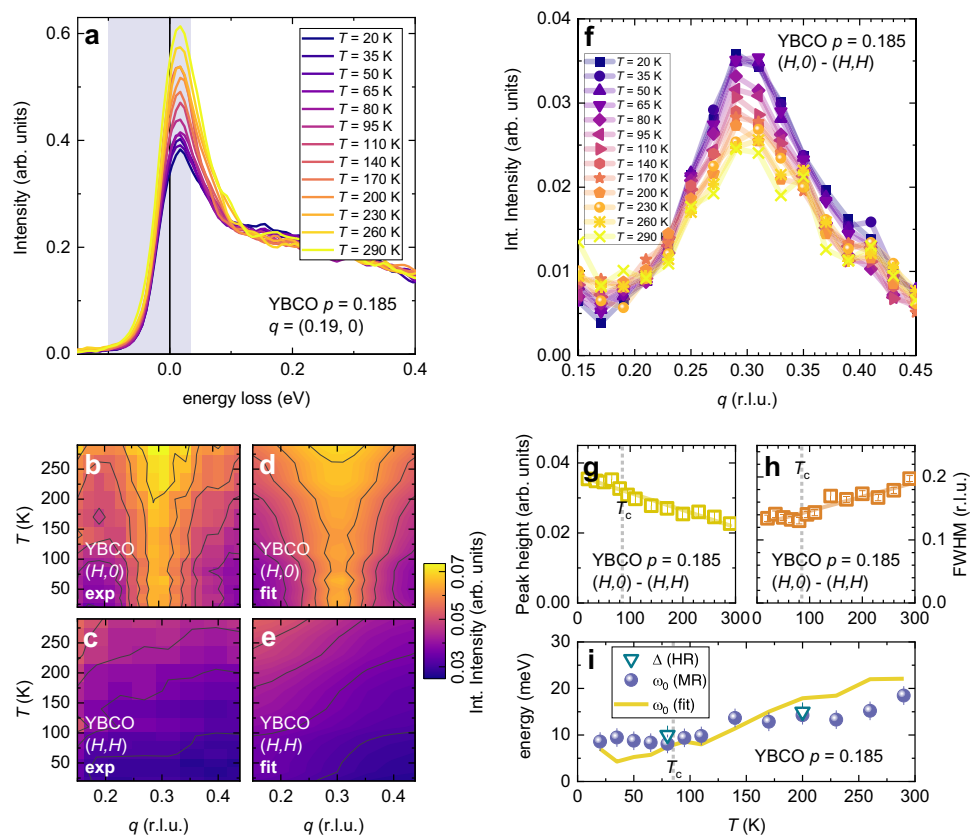 a
Intensity (arb. units)
0.6
0.4
0.2
0.0
0.0
0.2
0.4
energy loss (eV)
T = 20 K
T = 35 K
T = 50 K
T = 65 K
T = 80 K
T = 95 K
T = 110 K
T = 140 K
T = 170 K
T = 200 K
T = 230 K
T = 260 K
T = 290 K
YBCO p = 0.185
q = (0.19, 0)
f
Int. Intensity (arb. units)
0.04
0.03
0.02
0.01
0.00
0.15
0.20
0.25
0.30
0.35
0.40
0.45
q (r.l.u.)
T = 20 K
T = 35 K
T = 50 K
T = 65 K
T = 80 K
T = 95 K
T = 110 K
T = 140 K
T = 170 K
T = 200 K
T = 230 K
T = 260 K
T = 290 K
YBCO p = 0.185
(H,0) - (H,H)
b
T (K)
250
200
150
100
50
YBCO
(H,0)
exp
d
YBCO
(H,0)
fit
c
T (K)
250
200
150
100
50
YBCO
(H,H)
exp
0.2
0.3
0.4
q (r.l.u.)
e
YBCO
(H,H)
fit
0.2
0.3
0.4
q (r.l.u.)
0.07
0.05
0.03
Int. Intensity (arb. units)
g
Peak height (arb. units)
0.04
0.02
0.00
0
100
200
300
Tc
YBCO p = 0.185
(H,0) - (H,H)
h
Tc
YBCO p = 0.185
(H,0) - (H,H)
0
100
200
300
0.2
0.1
0.0
FWHM (r.l.u.)
i
energy (meV)
30
20
10
0
0
50
100
150
200
250
300
T (K)
Δ (HR)
ω₀ (MR)
ω₀ (fit)
Tc
YBCO p = 0.185